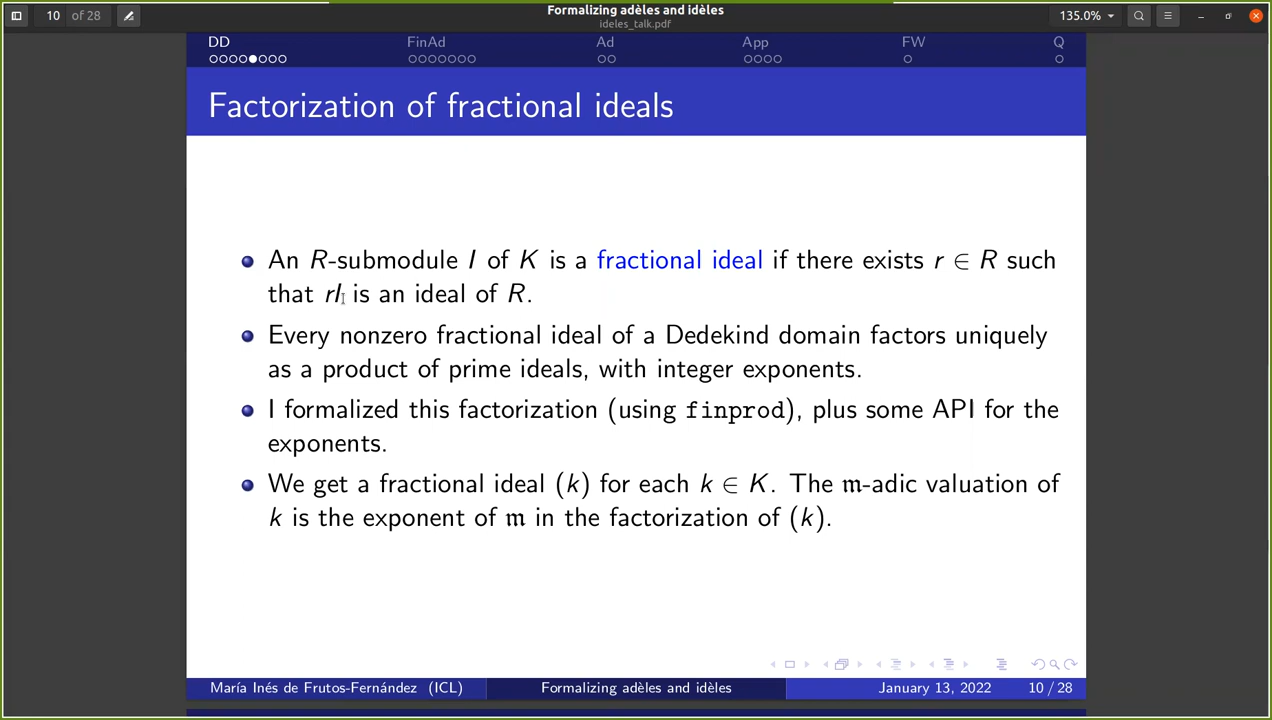 10 of 28
Formalizing adèles and idèles
ideles_talk.pdf
135.0%
DD FinAd Ad App FW Q
Factorization of fractional ideals
An R-submodule I of K is a fractional ideal if there exists r ∈ R such
that rI is an ideal of R.
Every nonzero fractional ideal of a Dedekind domain factors uniquely
as a product of prime ideals, with integer exponents.
I formalized this factorization (using finprod), plus some API for the
exponents.
We get a fractional ideal (k) for each k ∈ K. The 𝔪-adic valuation of
k is the exponent of 𝔪 in the factorization of (k).
María Inés de Frutos-Fernández (ICL) Formalizing adèles and idèles January 13, 2022 10 / 28